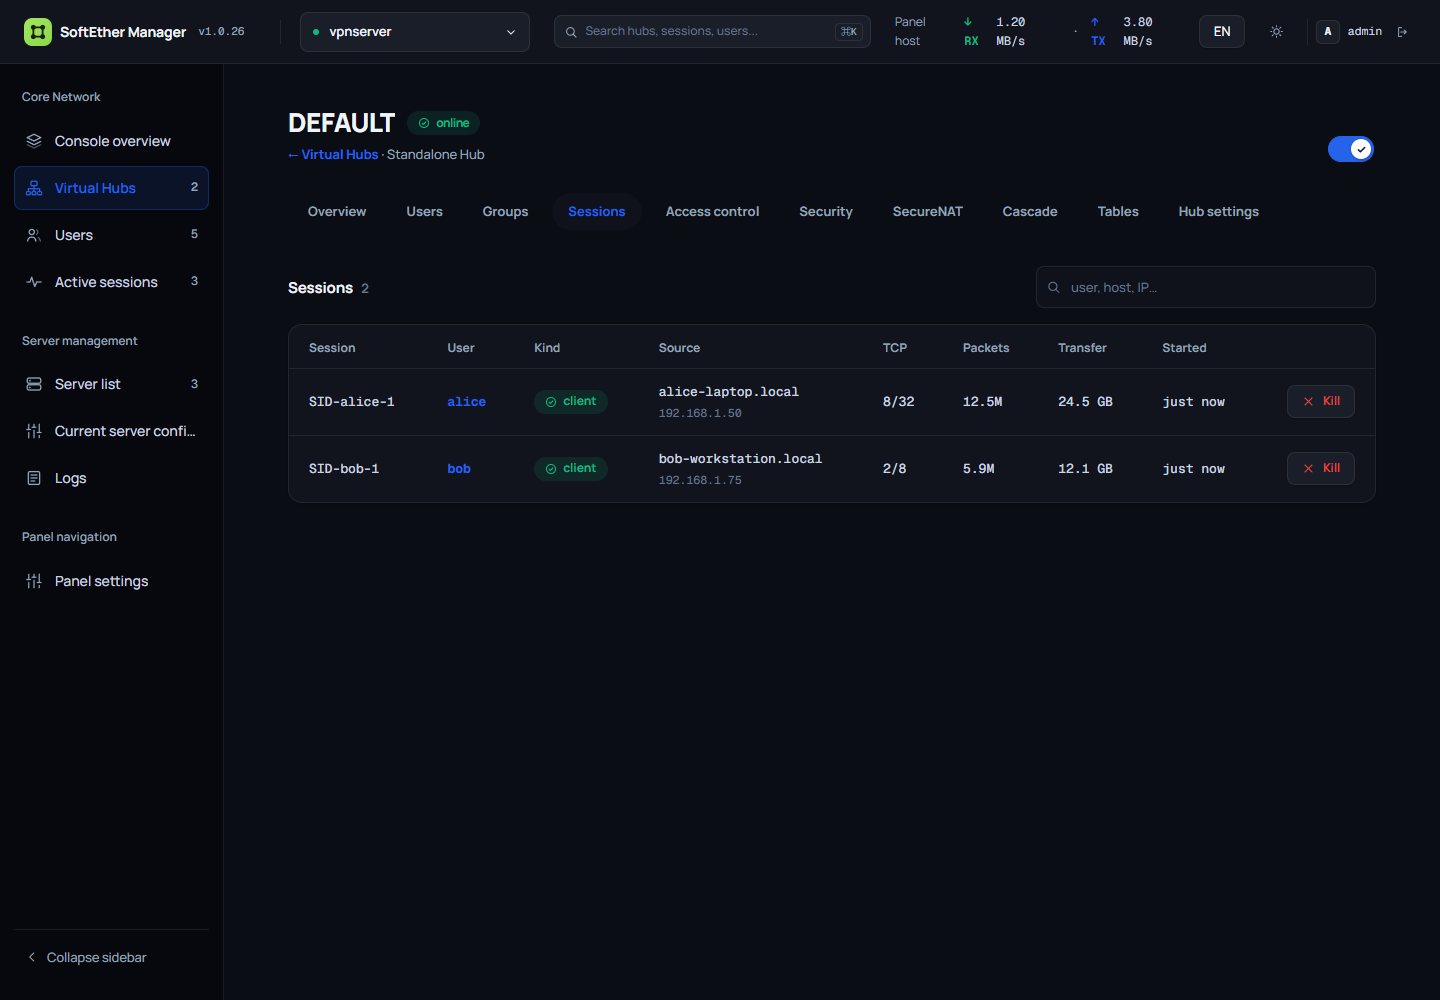 SoftEther Manager v1.0.26
vpnserver
Search hubs, sessions, users... ⌘K
Panel host
↓ RX 1.20 MB/s · ↑ TX 3.80 MB/s
EN
A admin
Core Network
Console overview
Virtual Hubs 2
Users 5
Active sessions 3
Server management
Server list 3
Current server confi...
Logs
Panel navigation
Panel settings
Collapse sidebar
DEFAULT online
← Virtual Hubs · Standalone Hub
Overview Users Groups Sessions Access control Security SecureNAT Cascade Tables Hub settings
Sessions 2
user, host, IP...
Session User Kind Source TCP Packets Transfer Started
SID-alice-1 alice client alice-laptop.local 8/32 12.5M 24.5 GB just now Kill
192.168.1.50
SID-bob-1 bob client bob-workstation.local 2/8 5.9M 12.1 GB just now Kill
192.168.1.75